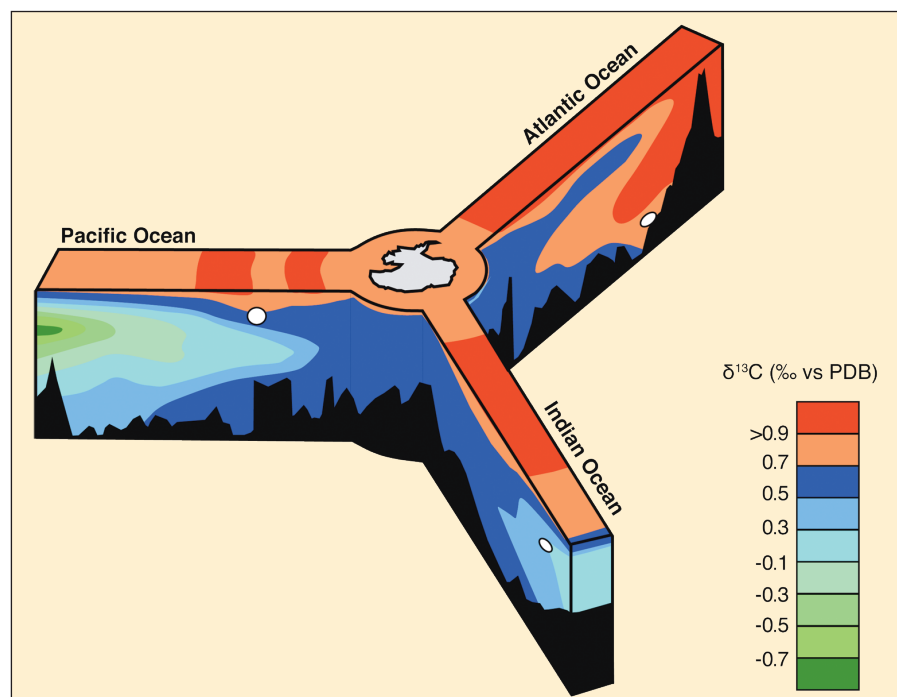 Atlantic Ocean
Pacific Ocean
Indian Ocean
δ¹³C (‰ vs PDB)
>0.9
0.7
0.5
0.3
-0.1
-0.3
-0.5
-0.7